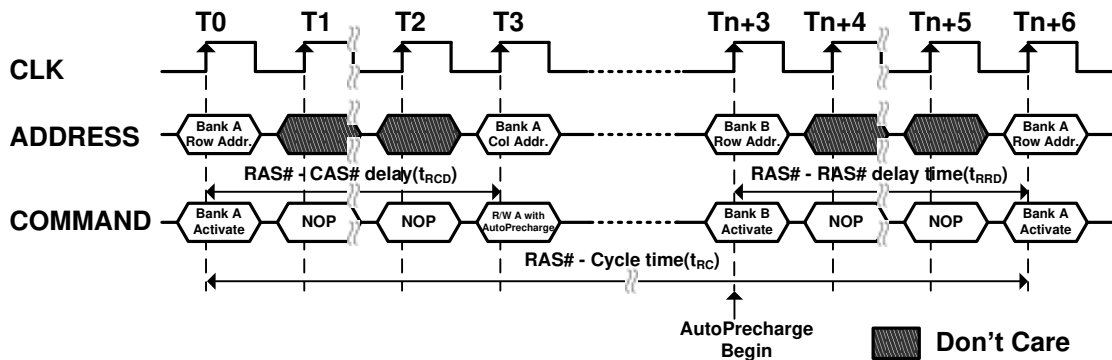 T0 T1 T2 T3 Tn+3 Tn+4 Tn+5 Tn+6
CLK
ADDRESS
Bank A
Row Addr.
Bank A
Col Addr.
Bank B
Row Addr.
Bank A
Row Addr.
RAS# - CAS# delay(tRCD)
RAS# - RAS# delay time(tRRD)
COMMAND
Bank A
Activate
NOP
NOP
R/W A with
AutoPrecharge
Bank B
Activate
NOP
NOP
Bank A
Activate
RAS# - Cycle time(tRC)
AutoPrecharge
Begin
Don't Care